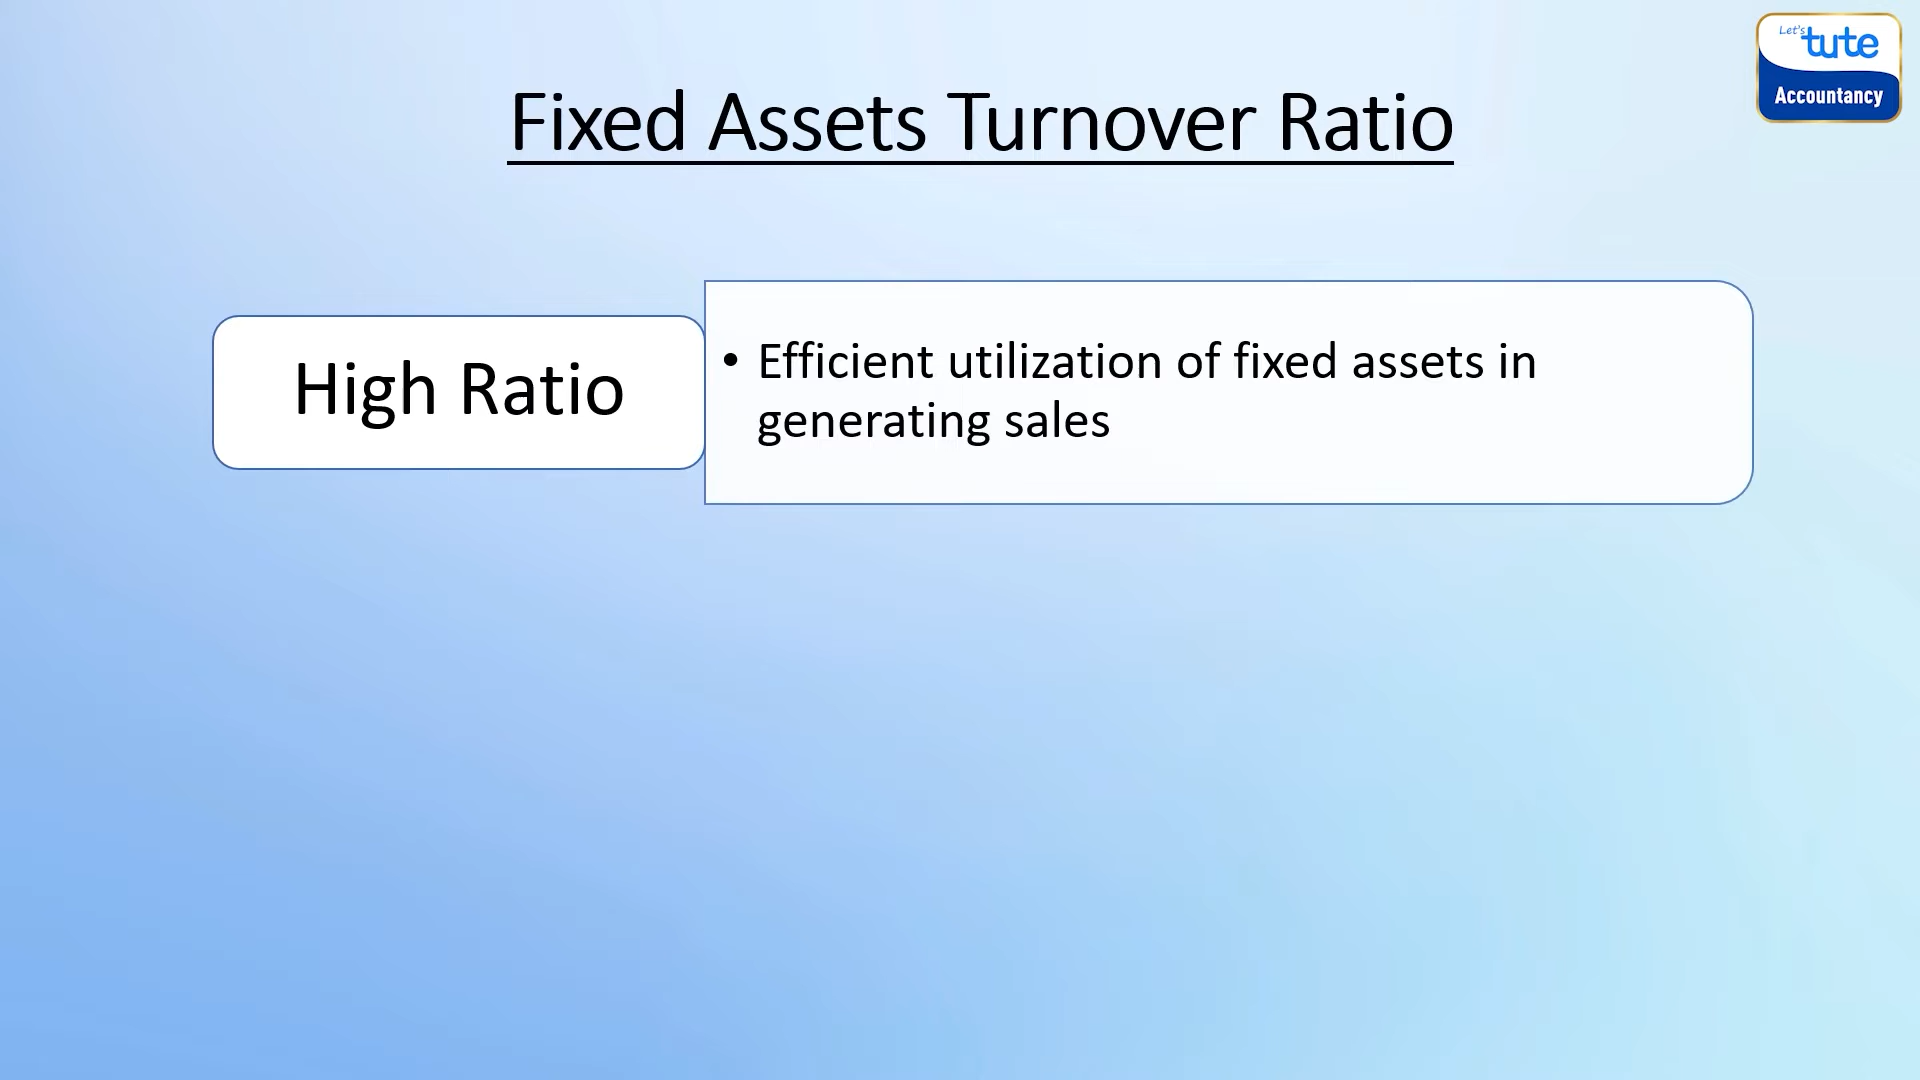 Let's
tute
Accountancy
Fixed Assets Turnover Ratio
High Ratio
• Efficient utilization of fixed assets in
generating sales